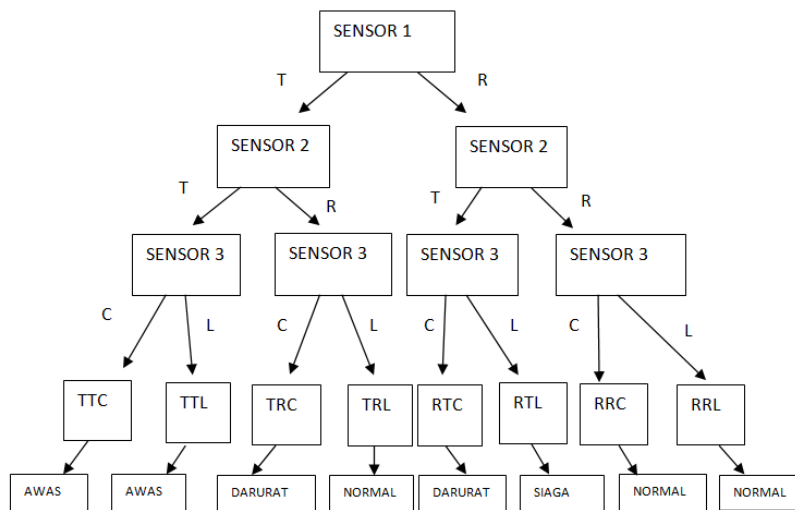 SENSOR 1
T R
SENSOR 2 SENSOR 2
T R T R
SENSOR 3 SENSOR 3 SENSOR 3 SENSOR 3
C L C L C L C L
TTC TTL TRC TRL RTC RTL RRC RRL
AWAS AWAS DARURAT NORMAL DARURAT SIAGA NORMAL NORMAL